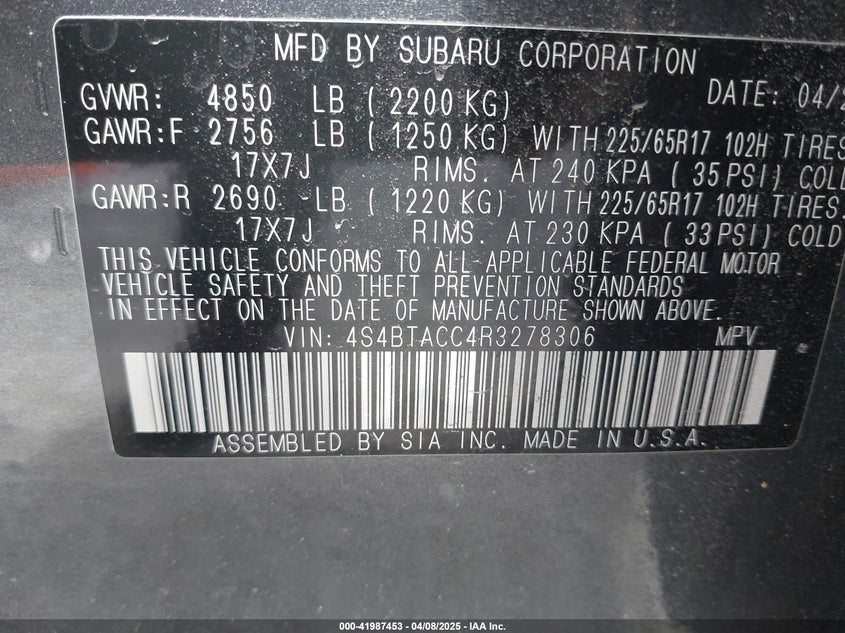 MFD BY SUBARU CORPORATION
GVWR: 4850 LB (2200 KG) DATE: 04/2
GAWR:F 2756 LB (1250 KG) WITH 225/65R17 102H TIRES
17X7J RIMS. AT 240 KPA (35 PSI) COLD
GAWR:R 2690 LB (1220 KG) WITH 225/65R17 102H TIRES.
17X7J RIMS. AT 230 KPA (33 PSI) COLD
THIS VEHICLE CONFORMS TO ALL APPLICABLE FEDERAL MOTOR
VEHICLE SAFETY AND THEFT PREVENTION STANDARDS
IN EFFECT ON THE DATE OF MANUFACTURE SHOWN ABOVE.
VIN: 4S4BTACC4R3278306 MPV
ASSEMBLED BY SIA INC. MADE IN U.S.A.
000-41987453 - 04/08/2025 - IAA Inc.